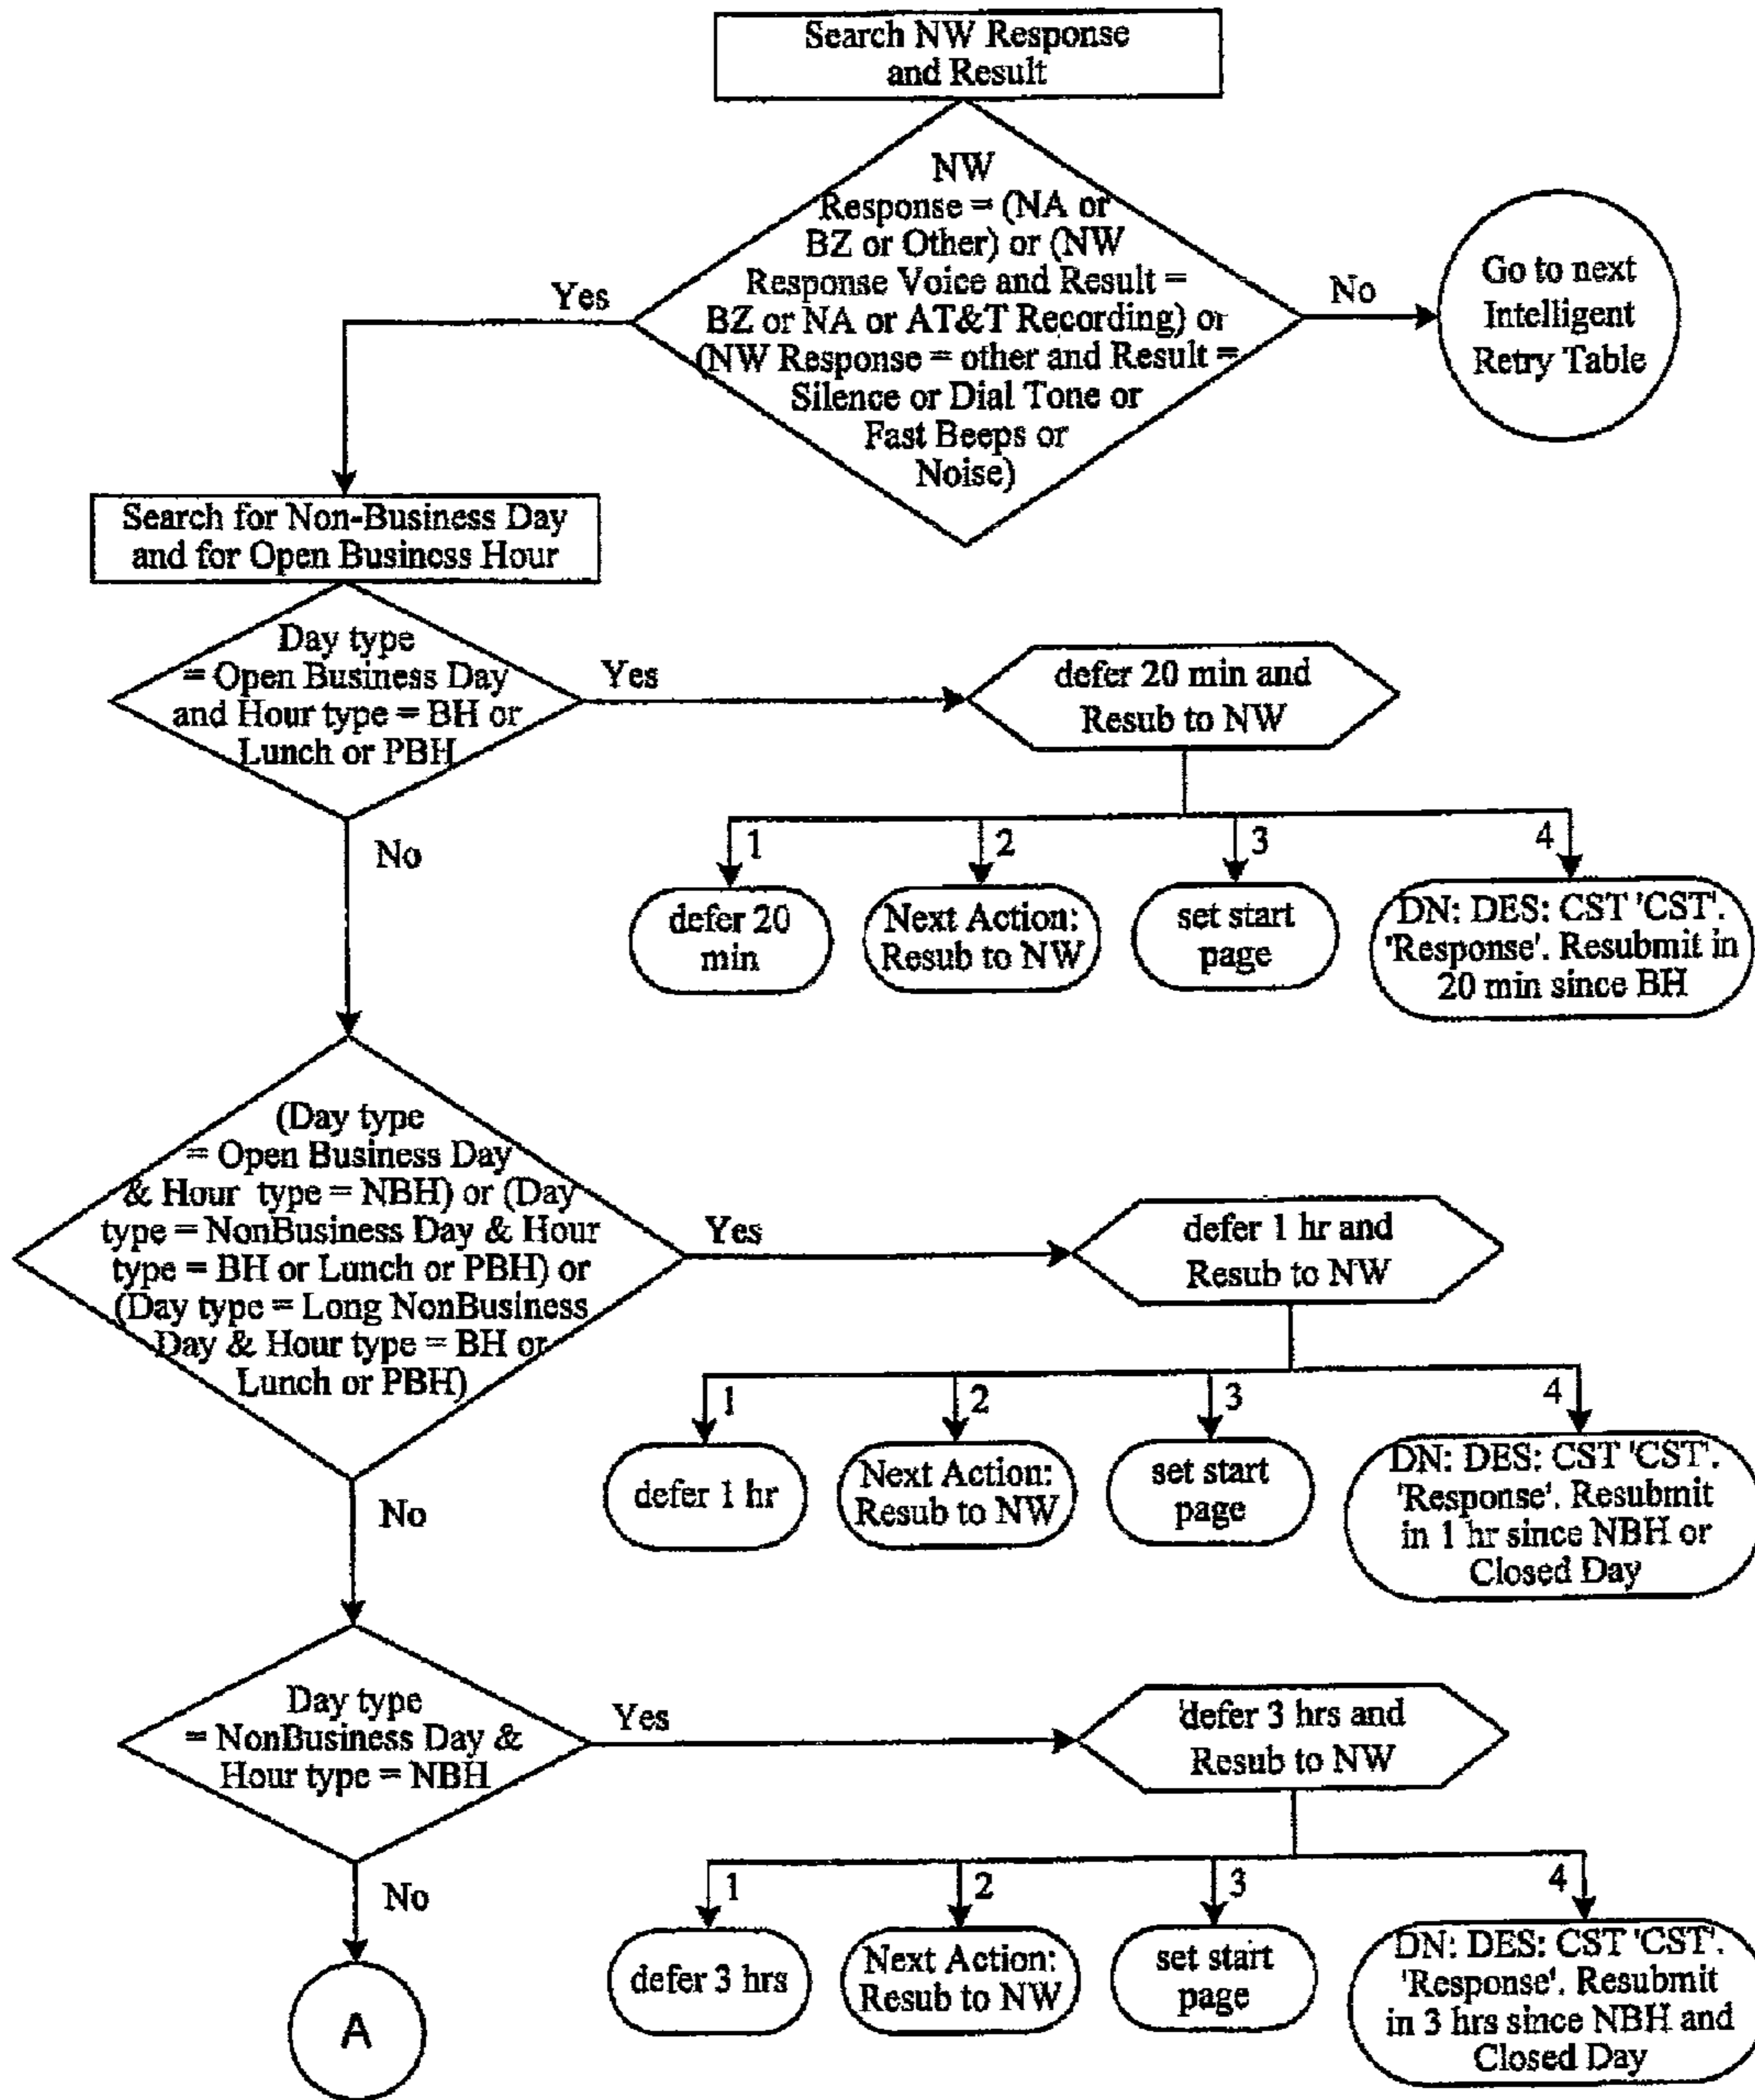 Search NW Response
and Result
NW
Response = (NA or
BZ or Other) or (NW
Response Voice and Result =
BZ or NA or AT&T Recording) or
(NW Response = other and Result =
Silence or Dial Tone or
Fast Beeps or
Noise)
Yes
No
Go to next
Intelligent
Retry Table
Search for Non-Business Day
and for Open Business Hour
Day type
= Open Business Day
and Hour type = BH or
Lunch or PBH
Yes
defer 20 min and
Resub to NW
No
1
2
3
4
defer 20
min
Next Action:
Resub to NW
set start
page
DN: DES: CST 'CST'.
'Response'. Resubmit in
20 min since BH
(Day type
= Open Business Day
& Hour type = NBH) or (Day
type = NonBusiness Day & Hour
type = BH or Lunch or PBH) or
(Day type = Long NonBusiness
Day & Hour type = BH or
Lunch or PBH)
Yes
defer 1 hr and
Resub to NW
No
1
2
3
4
defer 1 hr
Next Action:
Resub to NW
set start
page
DN: DES: CST 'CST'.
'Response'. Resubmit
in 1 hr since NBH or
Closed Day
Day type
= NonBusiness Day &
Hour type = NBH
Yes
defer 3 hrs and
Resub to NW
No
1
2
3
4
defer 3 hrs
Next Action:
Resub to NW
set start
page
DN: DES: CST 'CST'.
'Response'. Resubmit
in 3 hrs since NBH and
Closed Day
A